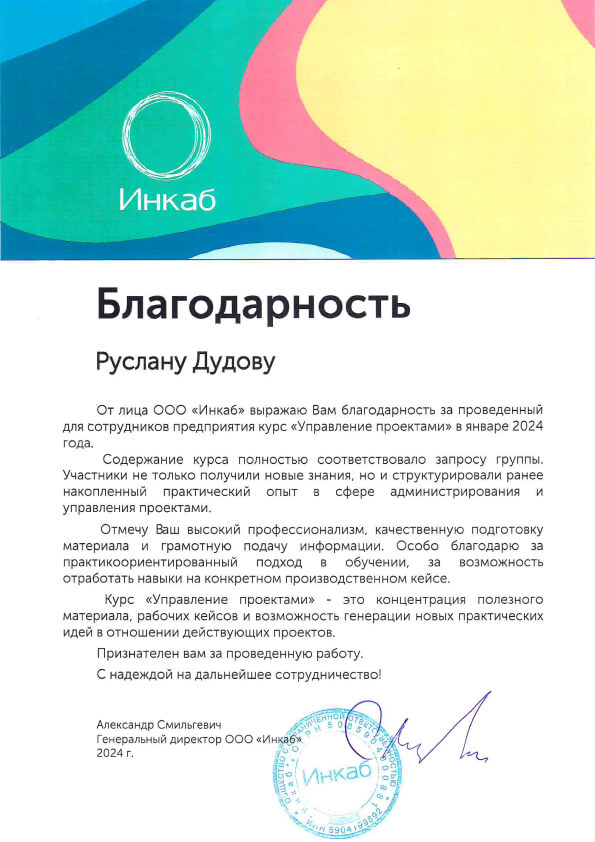 Инкаб
Благодарность
Руслану Дудову
От лица ООО «Инкаб» выражаю Вам благодарность за проведенный
для сотрудников предприятия курс «Управление проектами» в январе 2024
года.
Содержание курса полностью соответствовало запросу группы.
Участники не только получили новые знания, но и структурировали ранее
накопленный практический опыт в сфере администрирования и
управления проектами.
Отмечу Ваш высокий профессионализм, качественную подготовку
материала и грамотную подачу информации. Особо благодарю за
практикоориентированный подход в обучении, за возможность
отработать навыки на конкретном производственном кейсе.
Курс «Управление проектами» - это концентрация полезного
материала, рабочих кейсов и возможность генерации новых практических
идей в отношении действующих проектов.
Признателен вам за проведенную работу.
С надеждой на дальнейшее сотрудничество!
Александр Смильгевич
Генеральный директор ООО «Инкаб»
2024 г.
Инкаб